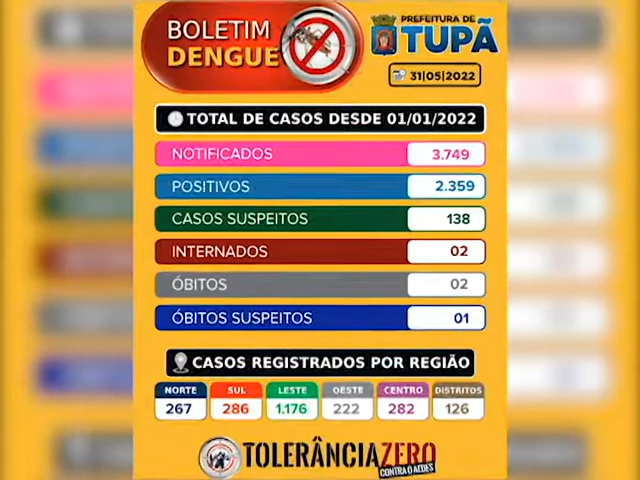 BOLETIM
DENGUE
PREFEITURA DE
TUPÃ
31|05|2022
TOTAL DE CASOS DESDE 01/01/2022
NOTIFICADOS 3.749
POSITIVOS 2.359
CASOS SUSPEITOS 138
INTERNADOS 02
ÓBITOS 02
ÓBITOS SUSPEITOS 01
CASOS REGISTRADOS POR REGIÃO
NORTE SUL LESTE OESTE CENTRO DISTRITOS
267 286 1.176 222 282 126
TOLERÂNCIAZERO
CONTRA O AEDES